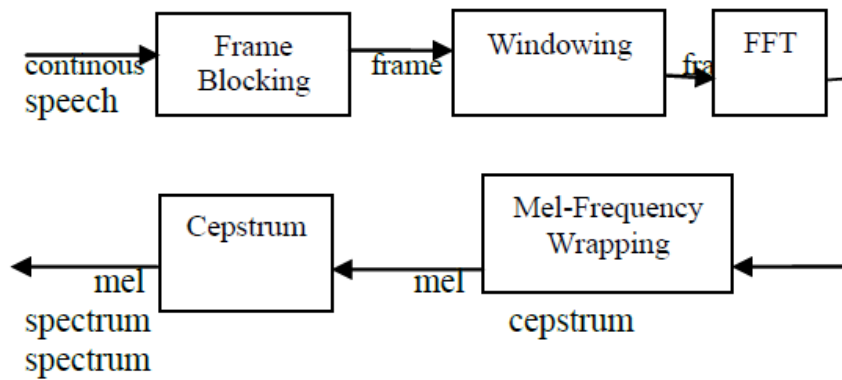 Frame
Blocking
Windowing
FFT
continous
speech
frame
Cepstrum
Mel-Frequency
Wrapping
mel
spectrum
spectrum
mel
cepstrum